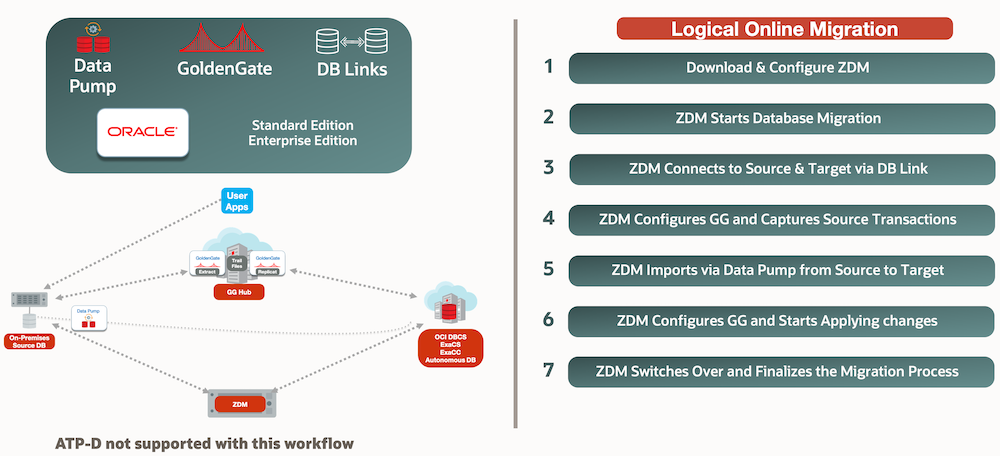 Data
Pump
GoldenGate
DB Links
ORACLE®
Standard Edition
Enterprise Edition
User
Apps
GoldenGate
Extract
Trail
Files
GoldenGate
Replicat
GG Hub
Data Pump
On-Premises
Source DB
OCI DBCS
ExaCS
ExaCC
Autonomous DB
ZDM
ATP-D not supported with this workflow
Logical Online Migration
1 Download & Configure ZDM
2 ZDM Starts Database Migration
3 ZDM Connects to Source & Target via DB Link
4 ZDM Configures GG and Captures Source Transactions
5 ZDM Imports via Data Pump from Source to Target
6 ZDM Configures GG and Starts Applying changes
7 ZDM Switches Over and Finalizes the Migration Process